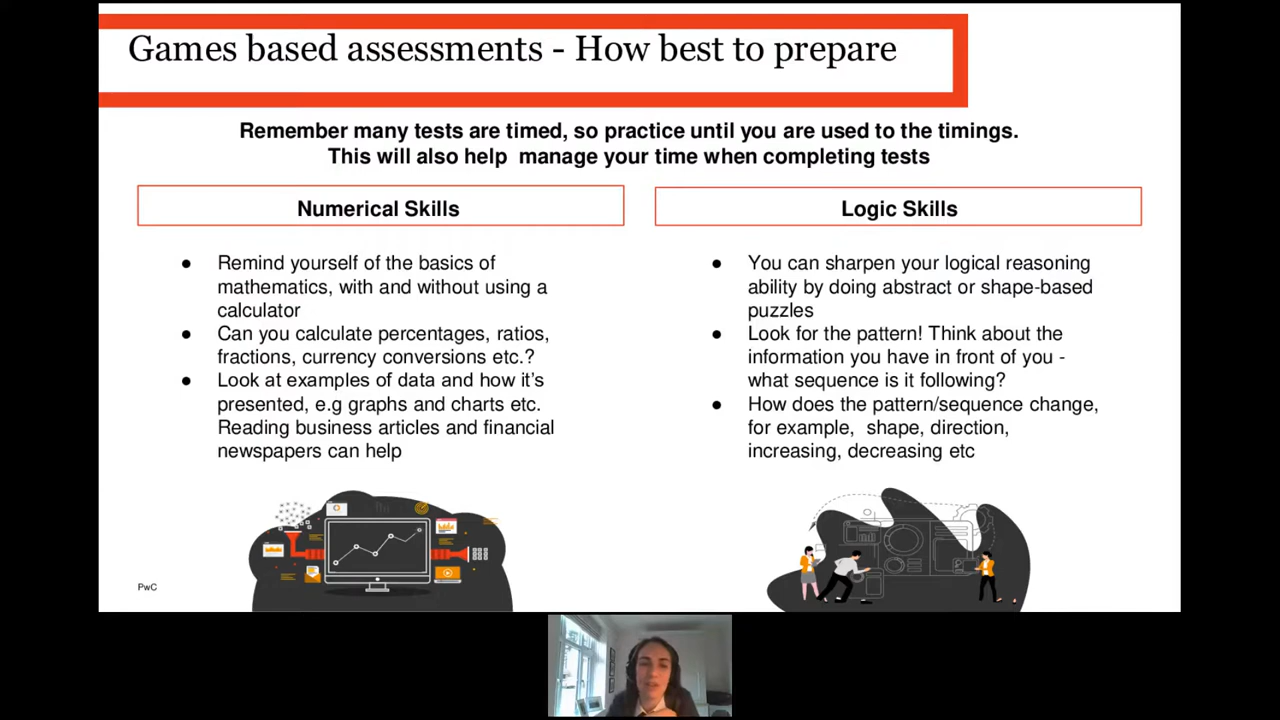 Games based assessments - How best to prepare
Remember many tests are timed, so practice until you are used to the timings.
This will also help  manage your time when completing tests
Numerical Skills
● Remind yourself of the basics of
mathematics, with and without using a
calculator
● Can you calculate percentages, ratios,
fractions, currency conversions etc.?
● Look at examples of data and how it's
presented, e.g graphs and charts etc.
Reading business articles and financial
newspapers can help
Logic Skills
● You can sharpen your logical reasoning
ability by doing abstract or shape-based
puzzles
● Look for the pattern! Think about the
information you have in front of you -
what sequence is it following?
● How does the pattern/sequence change,
for example,  shape, direction,
increasing, decreasing etc
PwC